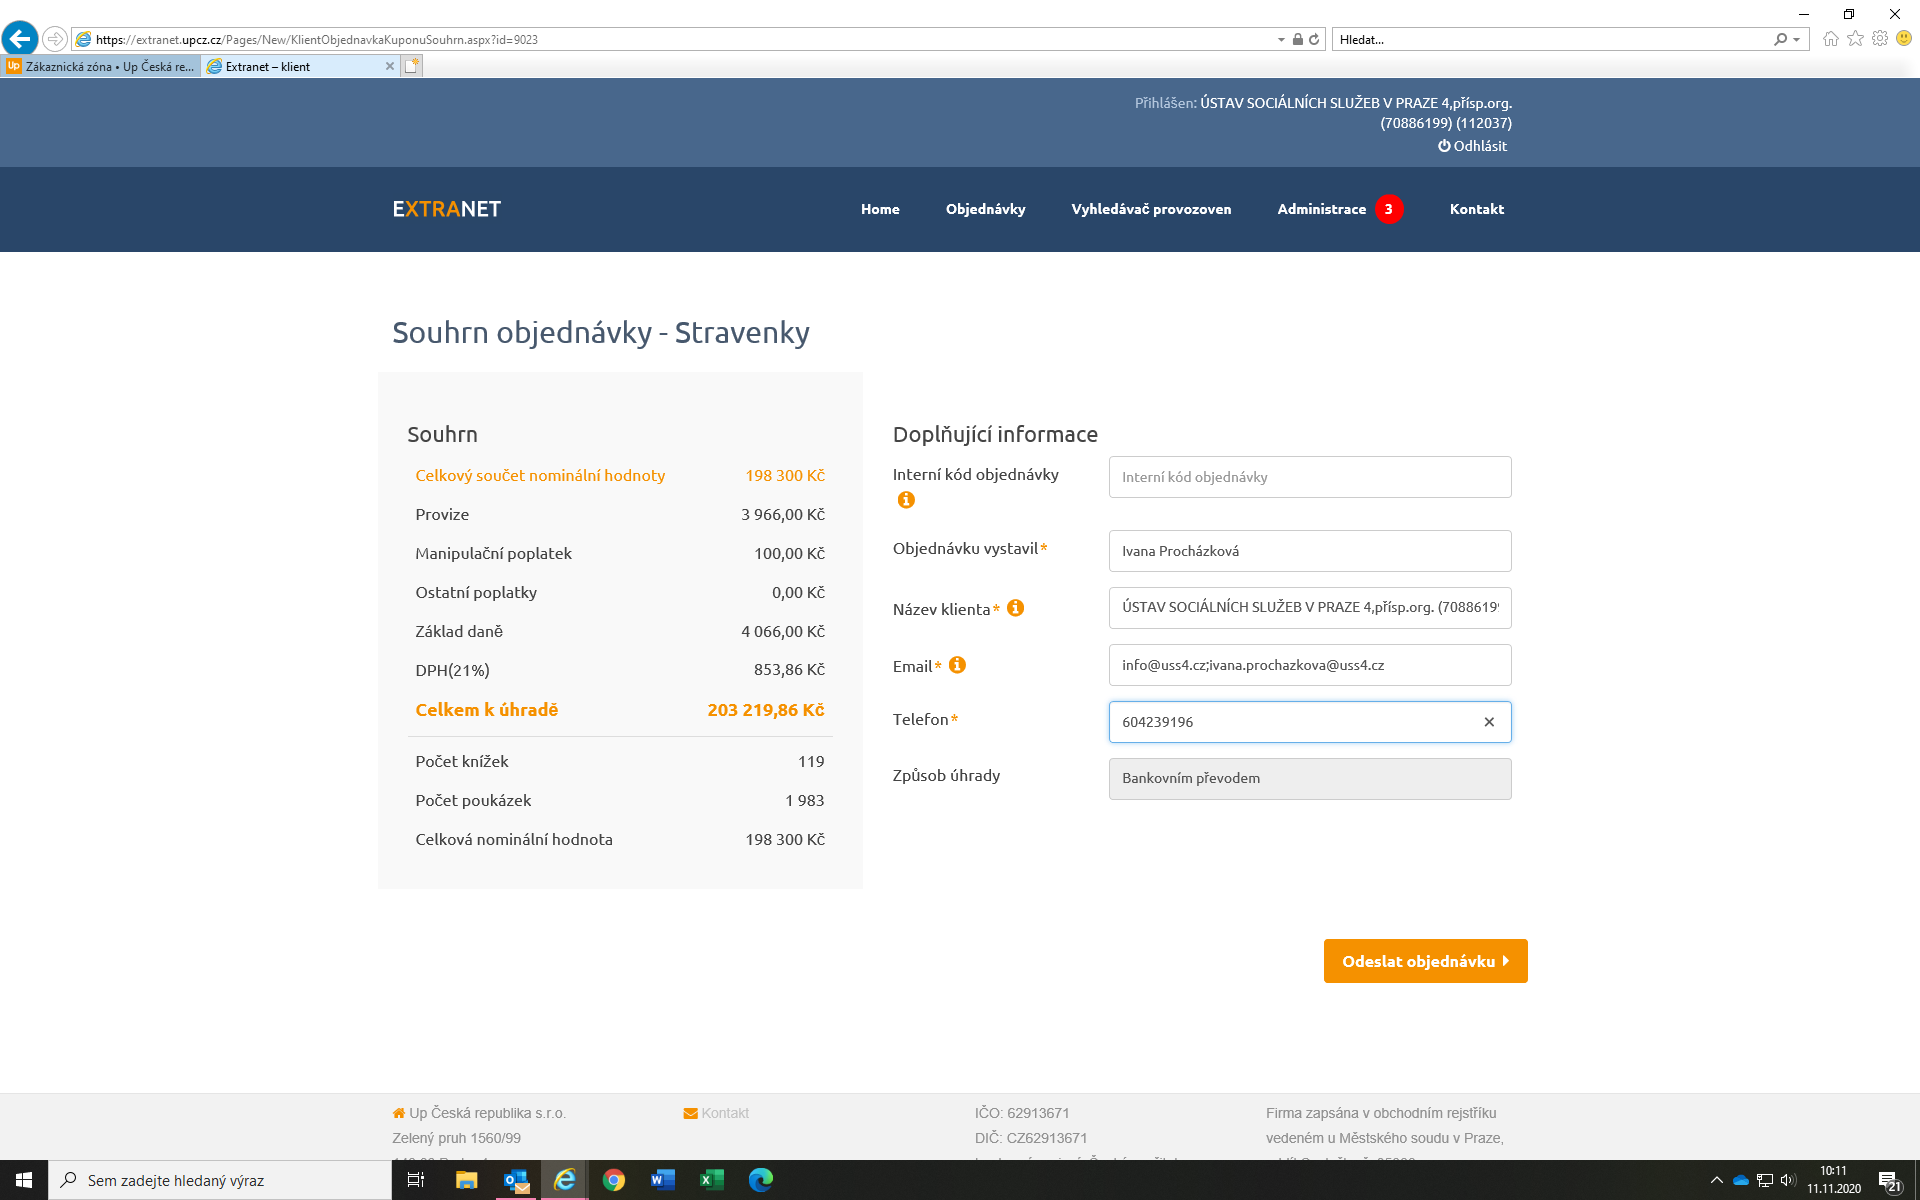 https://extranet.upcz.cz/Pages/New/KlientObjednavkaKuponuSouhrn.aspx?id=9023
Hledat...
Up Zákaznická zóna • Up Česká re...
Extranet – klient
Přihlášen: ÚSTAV SOCIÁLNÍCH SLUŽEB V PRAZE 4,přísp.org.
(70886199) (112037)
Odhlásit
EXTRANET
Home
Objednávky
Vyhledávač provozoven
Administrace 3
Kontakt
Souhrn objednávky - Stravenky
Souhrn
Celkový součet nominální hodnoty 198 300 Kč
Provize 3 966,00 Kč
Manipulační poplatek 100,00 Kč
Ostatní poplatky 0,00 Kč
Základ daně 4 066,00 Kč
DPH(21%) 853,86 Kč
Celkem k úhradě 203 219,86 Kč
Počet knížek 119
Počet poukázek 1 983
Celková nominální hodnota 198 300 Kč
Doplňující informace
Interní kód objednávky Interní kód objednávky
Objednávku vystavil* Ivana Procházková
Název klienta* ÚSTAV SOCIÁLNÍCH SLUŽEB V PRAZE 4,přísp.org. (7088619
Email* info@uss4.cz;ivana.prochazkova@uss4.cz
Telefon* 604239196
Způsob úhrady Bankovním převodem
Odeslat objednávku
Up Česká republika s.r.o.
Zelený pruh 1560/99
Kontakt
IČO: 62913671
DIČ: CZ62913671
Firma zapsána v obchodním rejstříku
vedeném u Městského soudu v Praze,
Sem zadejte hledaný výraz
10:11
11.11.2020
21